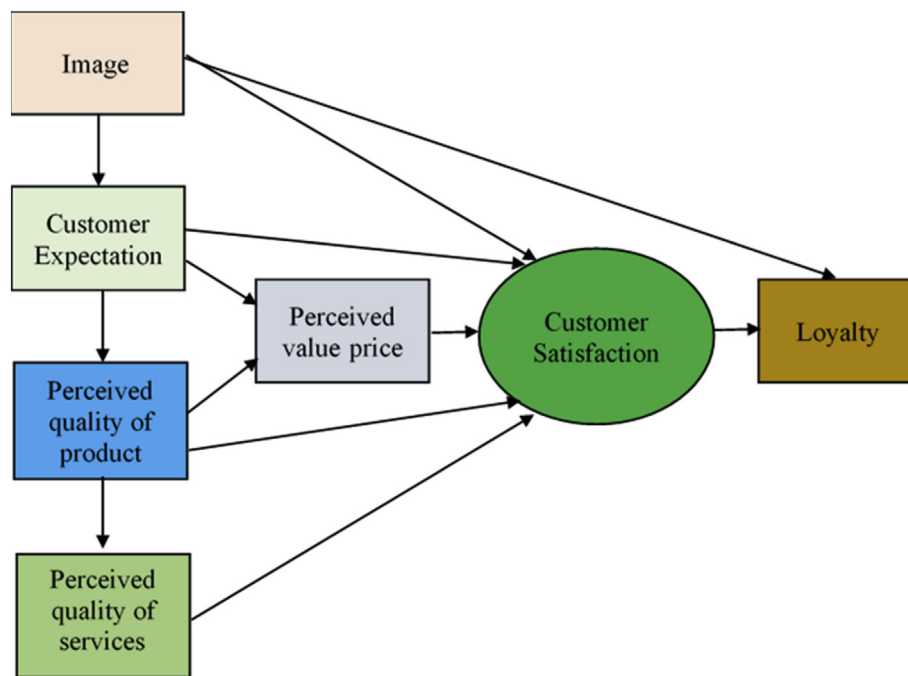 Image
Customer
Expectation
Perceived
value price
Customer
Satisfaction
Loyalty
Perceived
quality of
product
Perceived
quality of
services